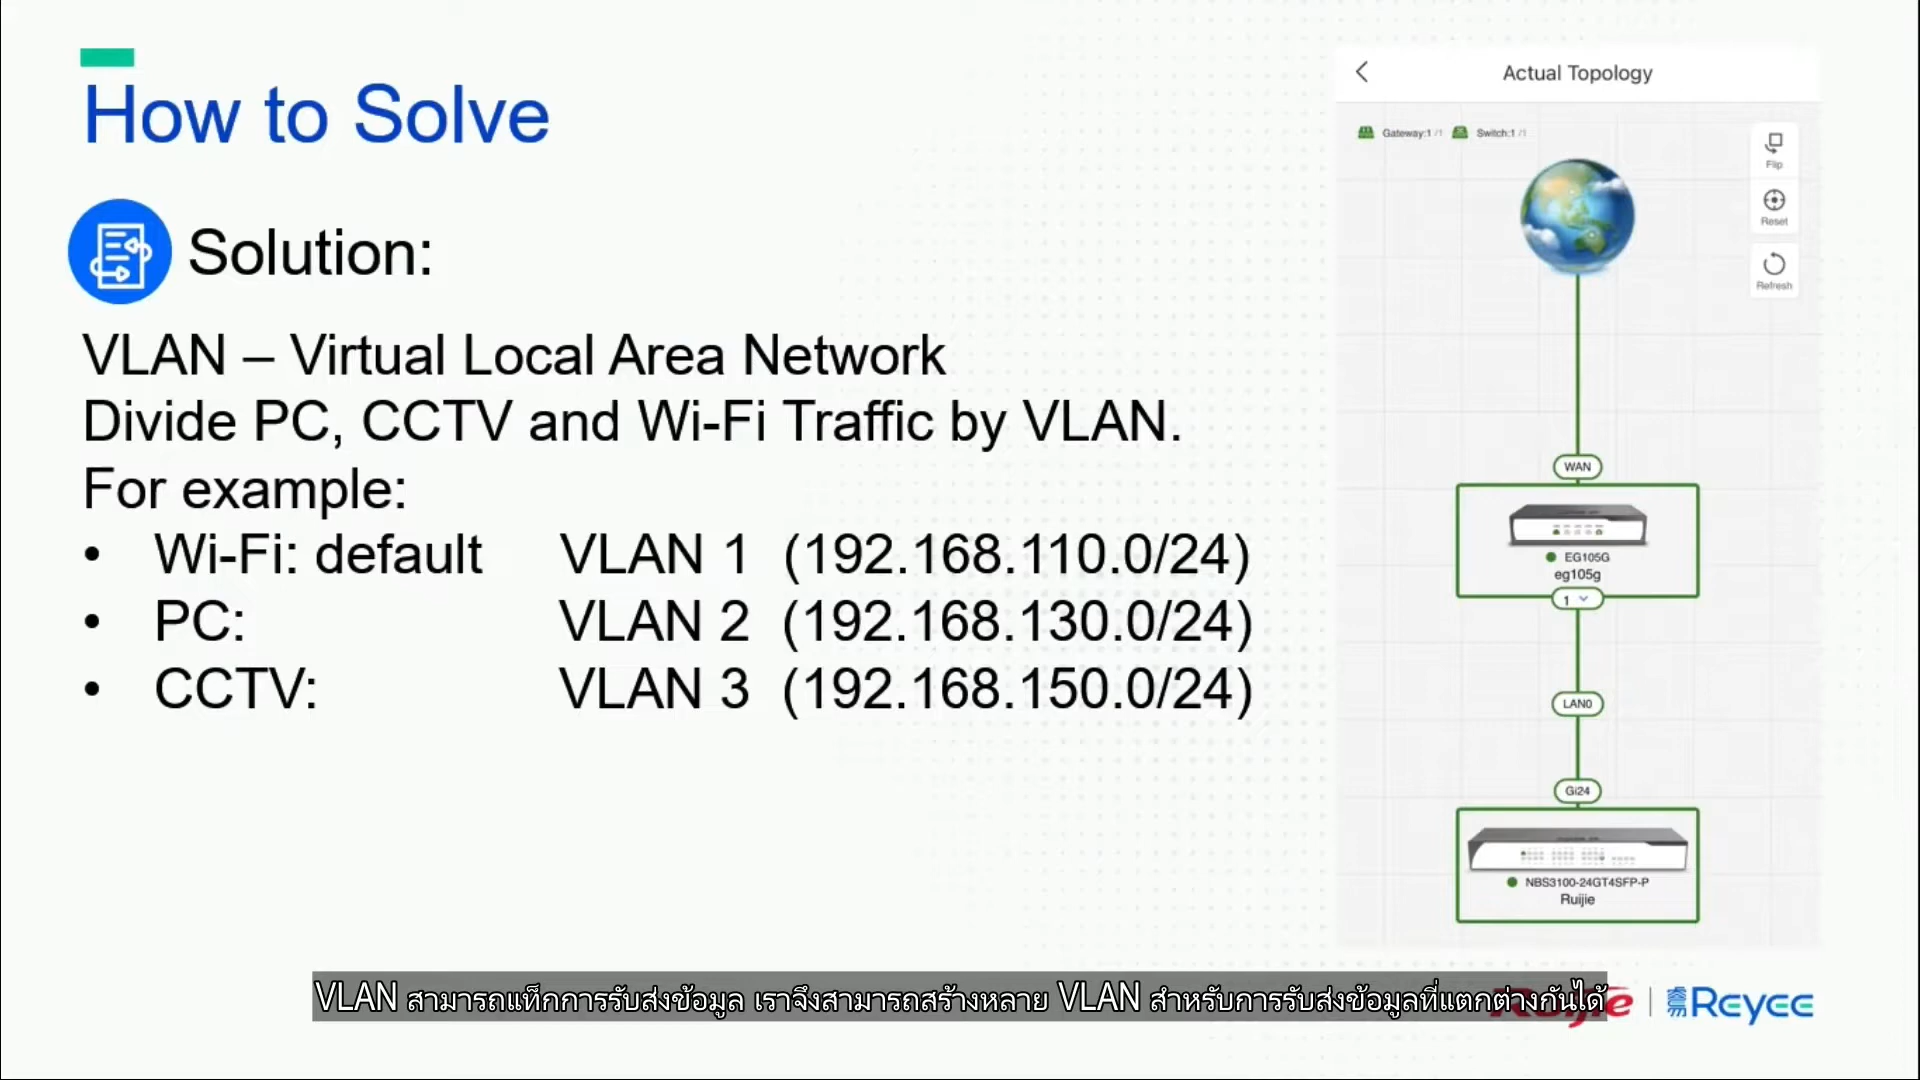 How to Solve
Solution:
VLAN – Virtual Local Area Network
Divide PC, CCTV and Wi-Fi Traffic by VLAN.
For example:
• Wi-Fi: default VLAN 1 (192.168.110.0/24)
• PC: VLAN 2 (192.168.130.0/24)
• CCTV: VLAN 3 (192.168.150.0/24)
Actual Topology
Gateway:1 /1 Switch:1 /1
Flip
Reset
Refresh
WAN
EG105G
eg105g
1
LAN0
Gi24
NBS3100-24GT4SFP-P
Ruijie
VLAN สามารถแท็กการรับส่งข้อมูล เราจึงสามารถสร้างหลาย VLAN สำหรับการรับส่งข้อมูลที่แตกต่างกันได้
Ruijie | 睿易 Reyee